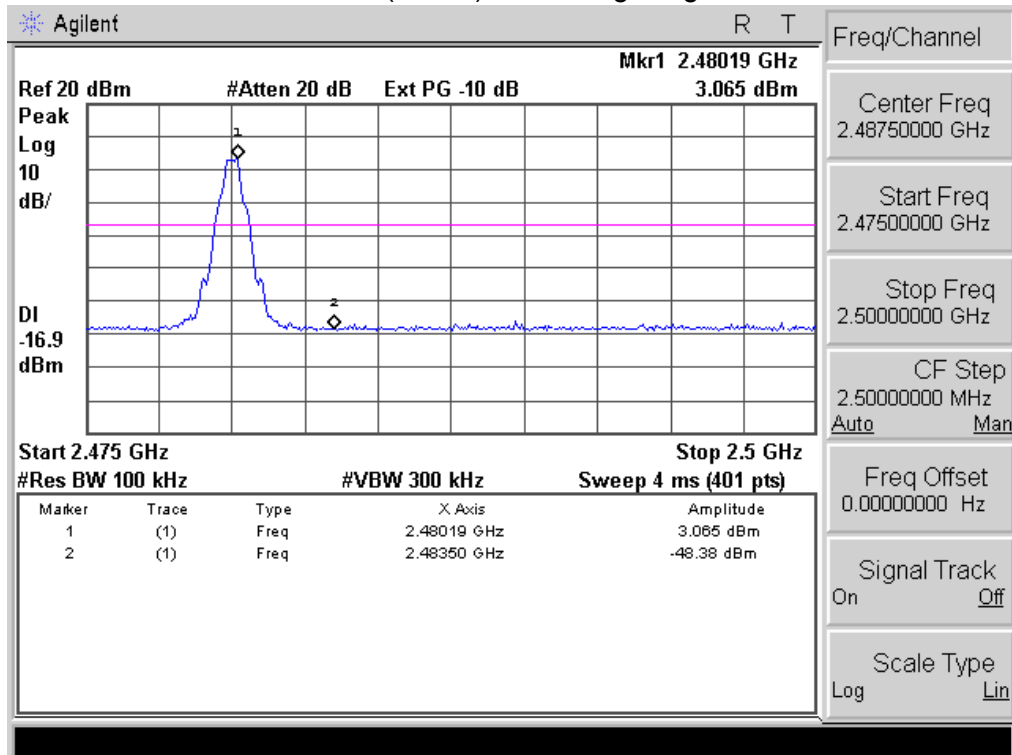 Agilent
R T
Mkr1 2.48019 GHz
Ref 20 dBm #Atten 20 dB Ext PG -10 dB 3.065 dBm
Peak
Log
10
dB/
1
2
DI
-16.9
dBm
Start 2.475 GHz Stop 2.5 GHz
#Res BW 100 kHz #VBW 300 kHz Sweep 4 ms (401 pts)
Marker Trace Type X Axis Amplitude
1 (1) Freq 2.48019 GHz 3.065 dBm
2 (1) Freq 2.48350 GHz -48.38 dBm
Freq/Channel
Center Freq
2.48750000 GHz
Start Freq
2.47500000 GHz
Stop Freq
2.50000000 GHz
CF Step
2.50000000 MHz
Auto Man
Freq Offset
0.00000000 Hz
Signal Track
On Off
Scale Type
Log Lin